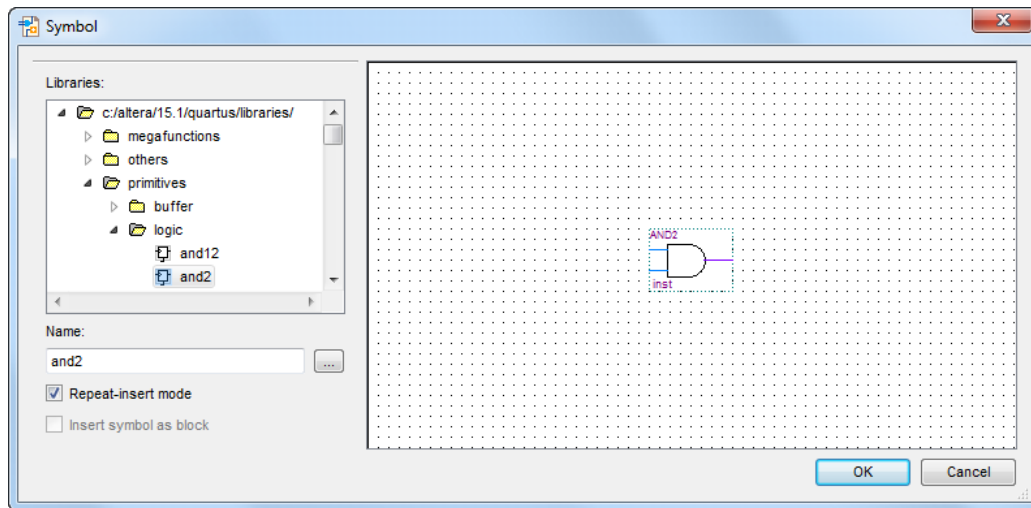 Symbol
Libraries:
c:/altera/15.1/quartus/libraries/
megafunctions
others
primitives
buffer
logic
and12
and2
Name:
and2
...
Repeat-insert mode
Insert symbol as block
AND2
inst
OK
Cancel